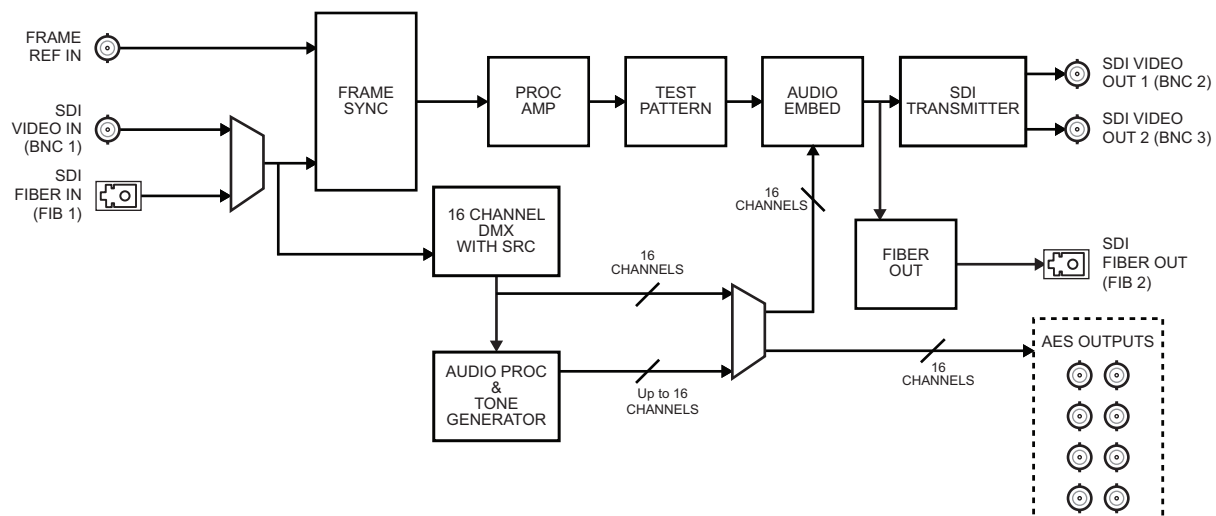 FRAME
REF IN
SDI
VIDEO IN
(BNC 1)
SDI
FIBER IN
(FIB 1)
FRAME
SYNC
PROC
AMP
TEST
PATTERN
AUDIO
EMBED
SDI
TRANSMITTER
SDI VIDEO
OUT 1 (BNC 2)
SDI VIDEO
OUT 2 (BNC 3)
16
CHANNELS
16 CHANNEL
DMX
WITH SRC
16
CHANNELS
FIBER
OUT
SDI
FIBER OUT
(FIB 2)
AUDIO PROC
&
TONE
GENERATOR
Up to 16
CHANNELS
16
CHANNELS
AES OUTPUTS